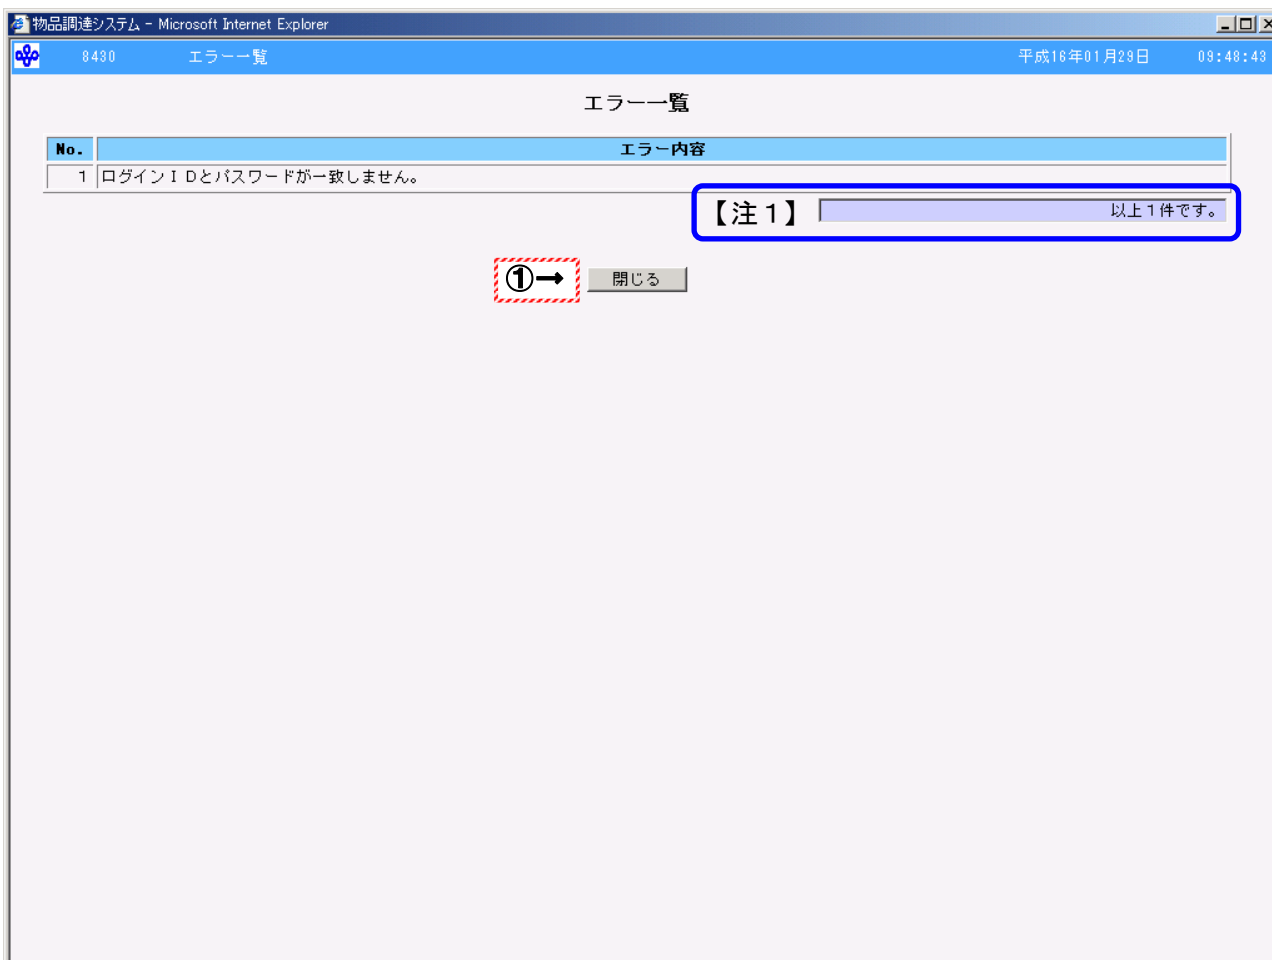 物品調達システム - Microsoft Internet Explorer
8430 エラー一覧 平成16年01月29日 09:48:43
エラー一覧
No. エラー内容
1 ログインＩＤとパスワードが一致しません。
【注１】 以上１件です。
①→ 閉じる